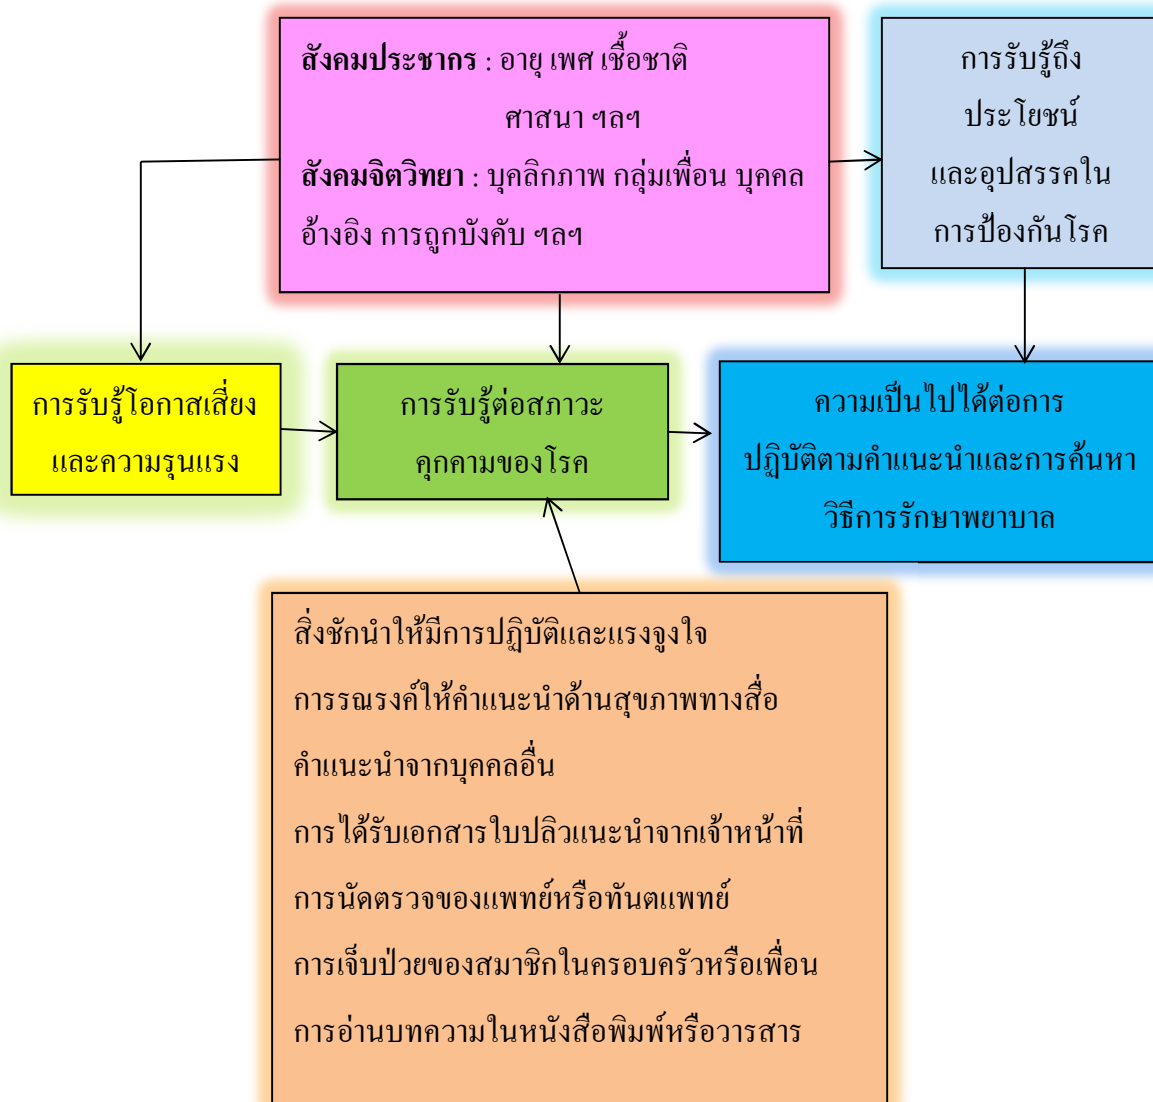 สังคมประชากร : อายุ เพศ เชื้อชาติ
ศาสนา ฯลฯ
สังคมจิตวิทยา : บุคลิกภาพ กลุ่มเพื่อน บุคคล
อ้างอิง การถูกบังคับ ฯลฯ
การรับรู้ถึง
ประโยชน์
และอุปสรรคใน
การป้องกันโรค
การรับรู้โอกาสเสี่ยง
และความรุนแรง
การรับรู้ต่อสภาวะ
คุกคามของโรค
ความเป็นไปได้ต่อการ
ปฏิบัติตามคำแนะนำและการค้นหา
วิธีการรักษาพยาบาล
สิ่งชักนำให้มีการปฏิบัติและแรงจูงใจ
การรณรงค์ให้คำแนะนำด้านสุขภาพทางสื่อ
คำแนะนำจากบุคคลอื่น
การได้รับเอกสารใบปลิวแนะนำจากเจ้าหน้าที่
การนัดตรวจของแพทย์หรือทันตแพทย์
การเจ็บป่วยของสมาชิกในครอบครัวหรือเพื่อน
การอ่านบทความในหนังสือพิมพ์หรือวารสาร